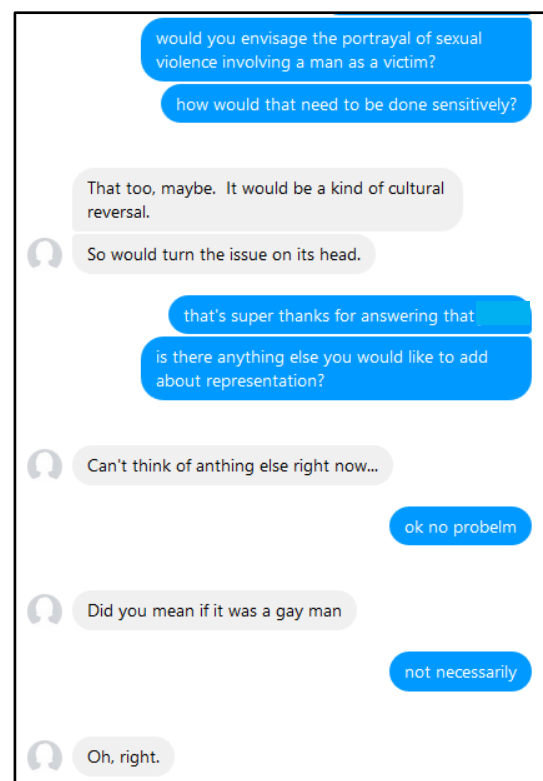 would you envisage the portrayal of sexual
violence involving a man as a victim?
how would that need to be done sensitively?
That too, maybe. It would be a kind of cultural
reversal.
So would turn the issue on its head.
that's super thanks for answering that
is there anything else you would like to add
about representation?
Can't think of anthing else right now...
ok no probelm
Did you mean if it was a gay man
not necessarily
Oh, right.